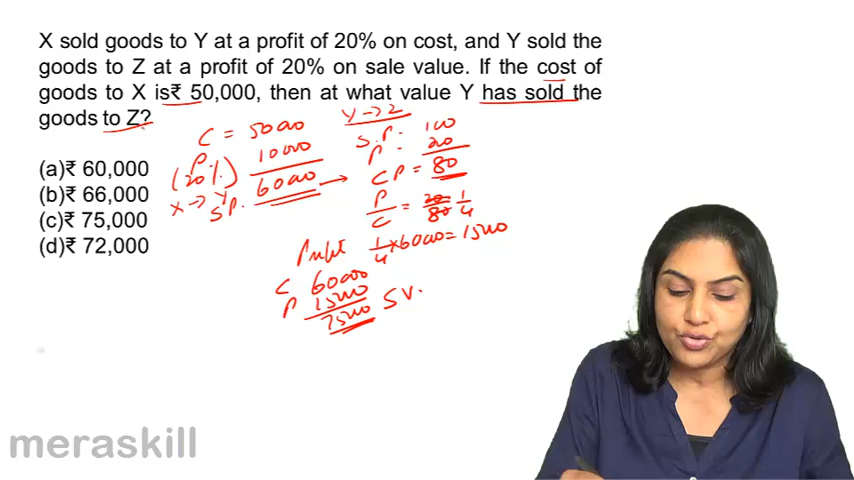 X sold goods to Y at a profit of 20% on cost, and Y sold the
goods to Z at a profit of 20% on sale value. If the cost of
goods to X is₹ 50,000, then at what value Y has sold the
goods to Z?
(a)₹ 60,000
(b)₹ 66,000
(c)₹ 75,000
(d)₹ 72,000
C = 50000
P. 10000
(20%)
X → Y 60000
S P.
Y → Z
S.P = 100
P = 20
CP = 80
P/C = 20/80 1/4
Profit 1/4 × 60000 = 15000
C 60000
P 15000
75000 S V.
meraskill